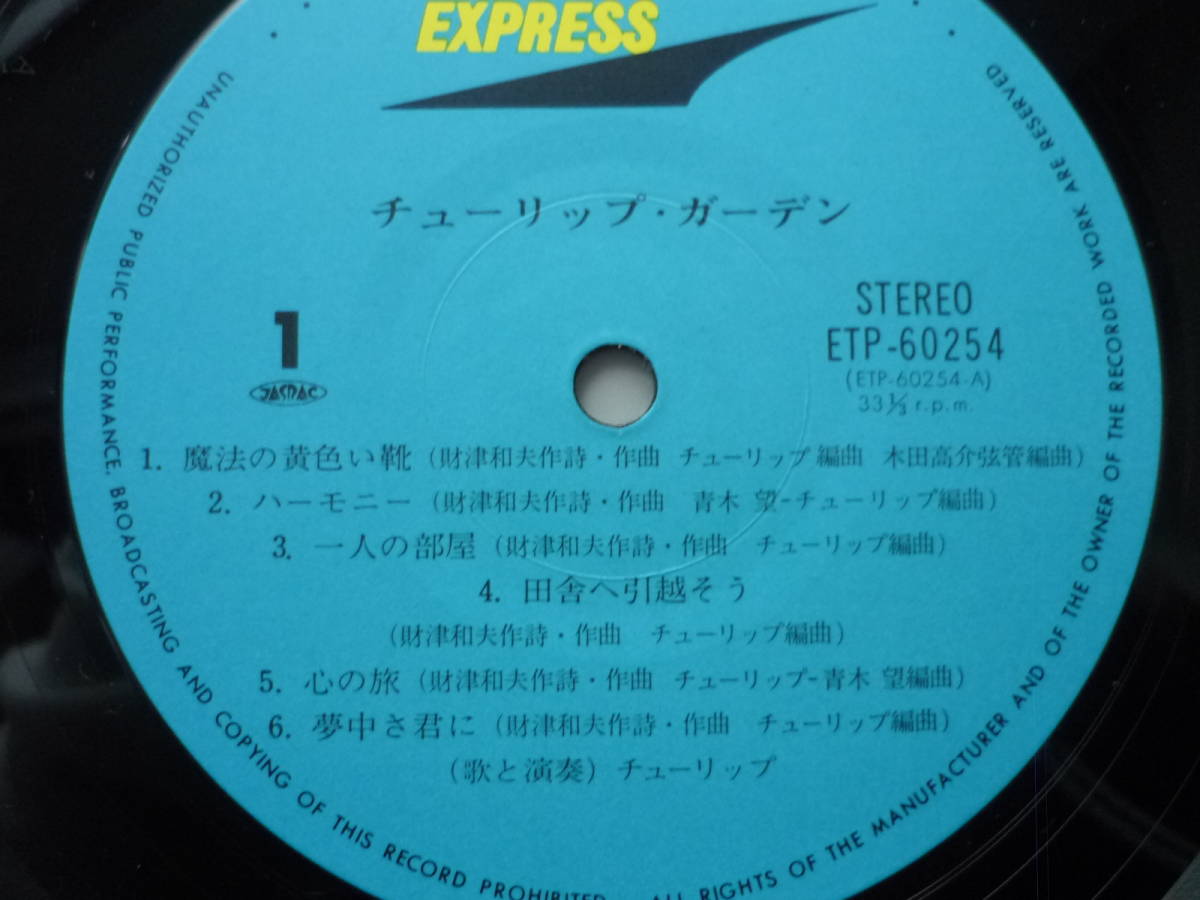 EXPRESS
チューリップ・ガーデン
1
JASRAC
STEREO
ETP-60254
(ETP-60254-A)
33 1/3 r.p.m.
1. 魔法の黄色い靴 (財津和夫作詩・作曲 チューリップ編曲 木田高介弦管編曲)
2. ハーモニー (財津和夫作詩・作曲 青木 望-チューリップ編曲)
3. 一人の部屋 (財津和夫作詩・作曲 チューリップ編曲)
4. 田舎へ引越そう
(財津和夫作詩・作曲 チューリップ編曲)
5. 心の旅 (財津和夫作詩・作曲 チューリップ-青木 望編曲)
6. 夢中さ君に (財津和夫作詩・作曲 チューリップ編曲)
(歌と演奏) チューリップ
UNAUTHORIZED PUBLIC PERFORMANCE, BROADCASTING AND COPYING OF THIS RECORD PROHIBITED · ALL RIGHTS OF THE MANUFACTURER AND OF THE OWNER OF THE RECORDED WORK ARE RESERVED